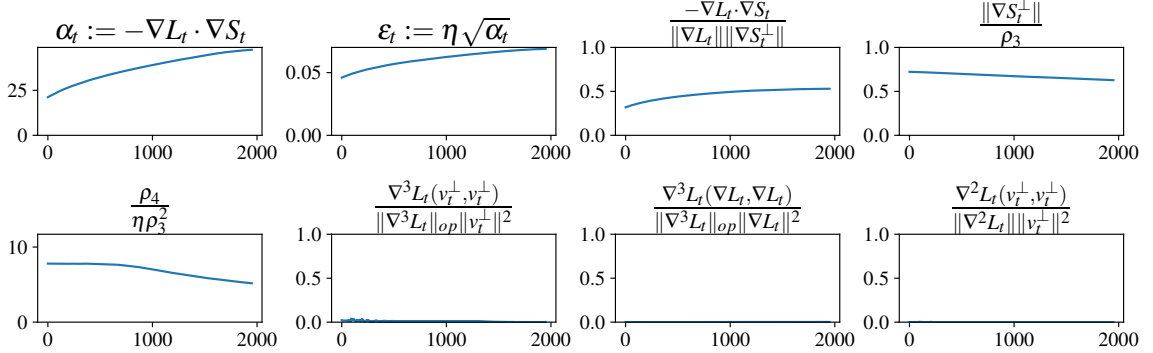 α_t := −∇L_t · ∇S_t
25
0
0 1000 2000
ε_t := η√α_t
0.05
0.00
0 1000 2000
−∇L_t·∇S_t
‖∇L_t‖‖∇S_t^⊥‖
1.0
0.5
0.0
0 1000 2000
‖∇S_t^⊥‖
ρ_3
1.0
0.5
0.0
0 1000 2000
ρ_4
ηρ_3^2
10
0
0 1000 2000
∇^3L_t(v_t^⊥,v_t^⊥)
‖∇^3L_t‖_{op}‖v_t^⊥‖^2
1.0
0.5
0.0
0 1000 2000
∇^3L_t(∇L_t,∇L_t)
‖∇^3L_t‖_{op}‖∇L_t‖^2
1.0
0.5
0.0
0 1000 2000
∇^2L_t(v_t^⊥,v_t^⊥)
‖∇^2L_t‖‖v_t^⊥‖^2
1.0
0.5
0.0
0 1000 2000